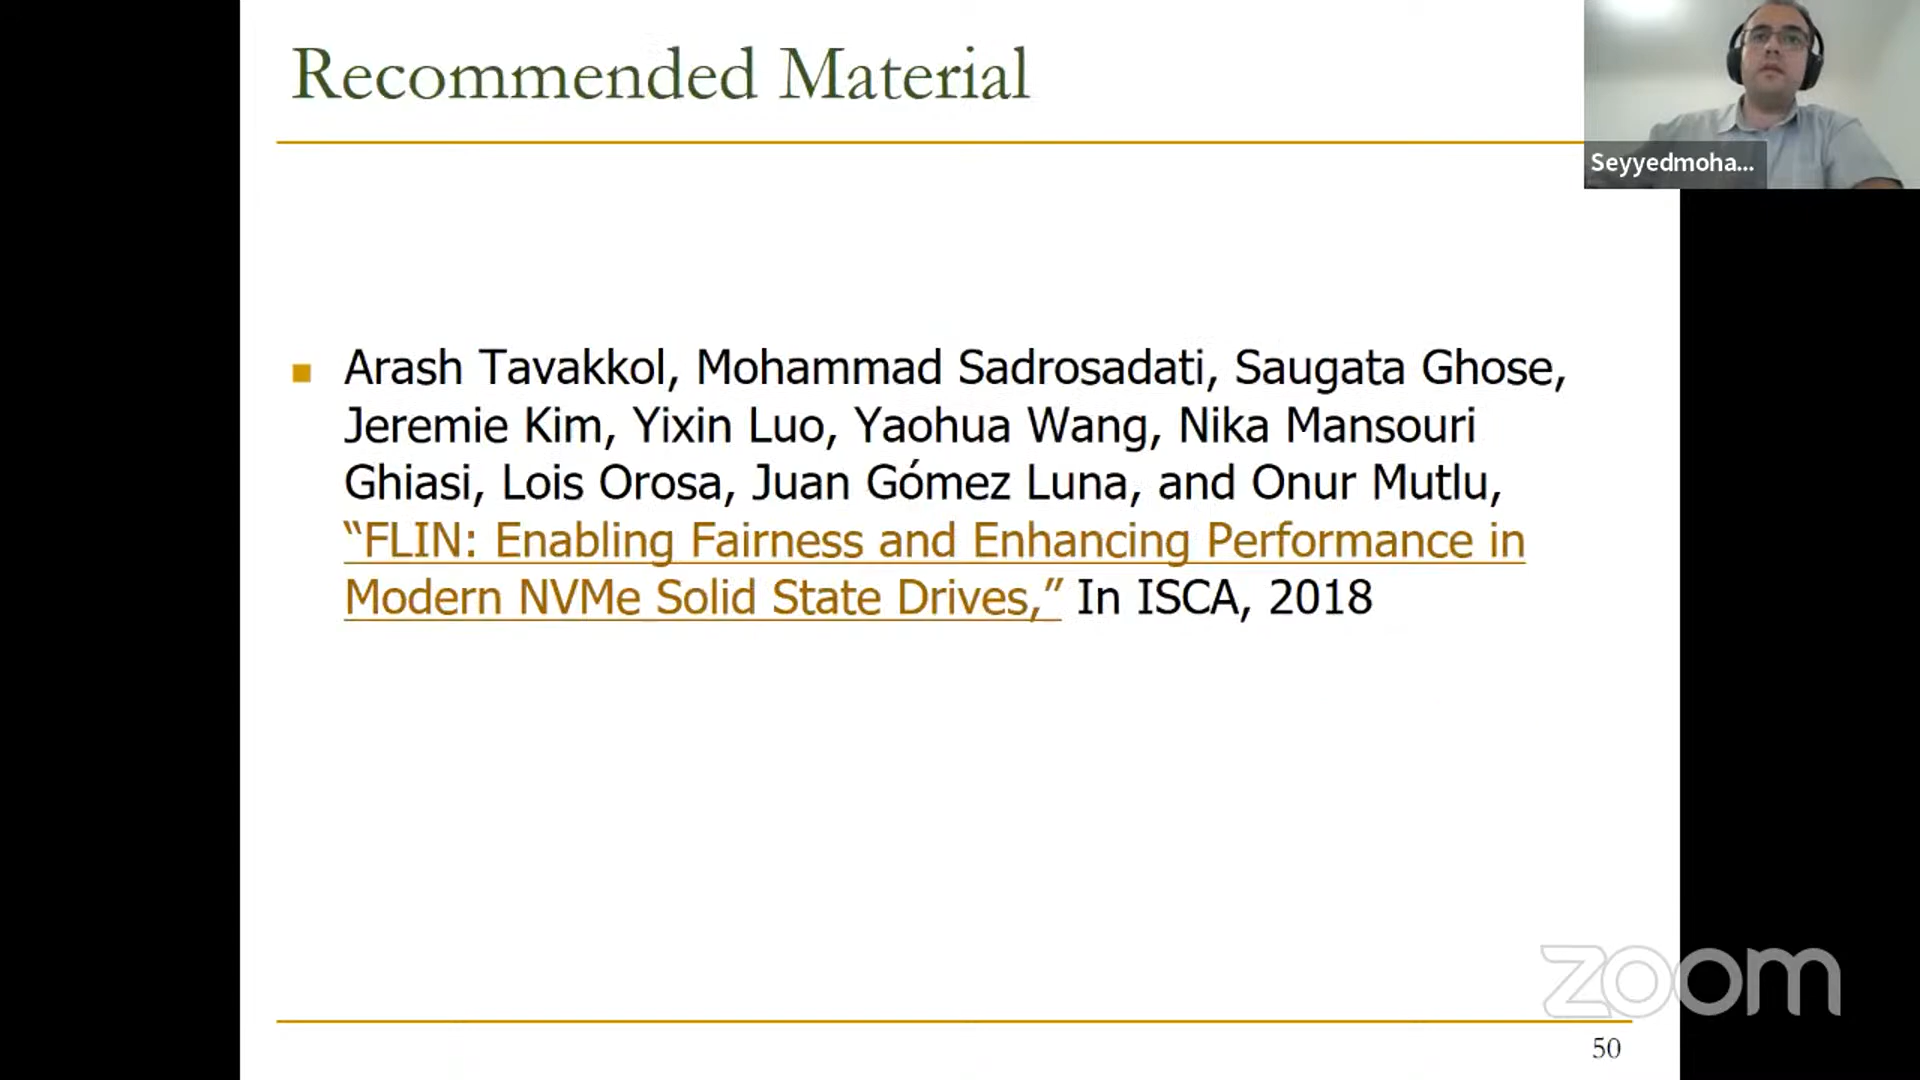 Recommended Material
Seyyedmoha...
Arash Tavakkol, Mohammad Sadrosadati, Saugata Ghose,
Jeremie Kim, Yixin Luo, Yaohua Wang, Nika Mansouri
Ghiasi, Lois Orosa, Juan Gómez Luna, and Onur Mutlu,
“FLIN: Enabling Fairness and Enhancing Performance in
Modern NVMe Solid State Drives,” In ISCA, 2018
zoom
50